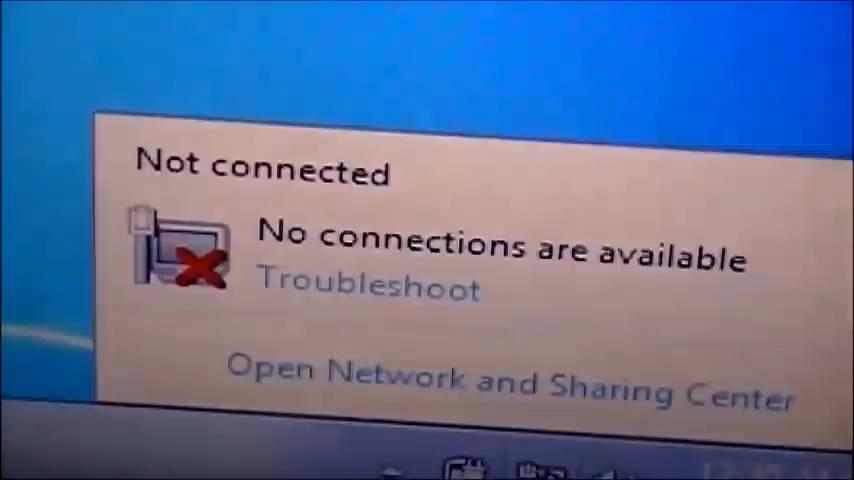 Not connected
No connections are available
Troubleshoot
Open Network and Sharing Center